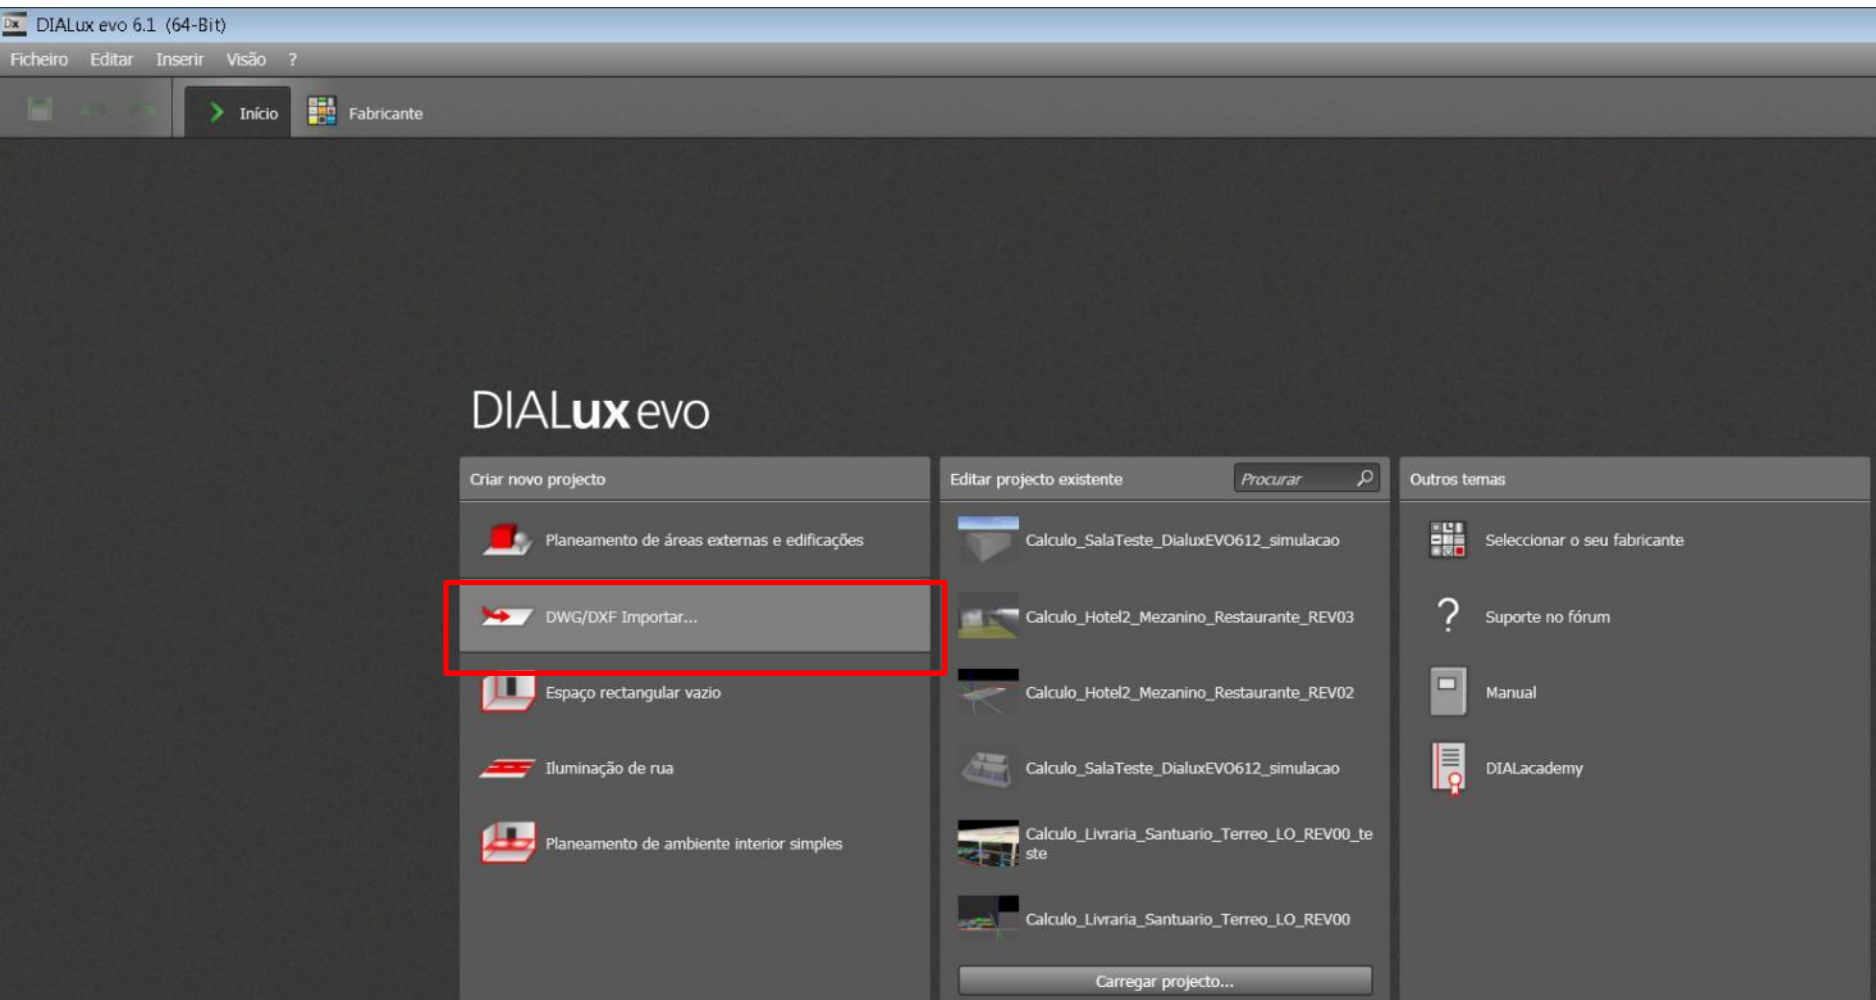 Dx DIALux evo 6.1 (64-Bit)
Ficheiro Editar Inserir Visão ?
Início Fabricante
DIALux evo
Criar novo projecto
Planeamento de áreas externas e edificações
DWG/DXF Importar...
Espaço rectangular vazio
Iluminação de rua
Planeamento de ambiente interior simples
Editar projecto existente Procurar
Calculo_SalaTeste_DialuxEVO612_simulacao
Calculo_Hotel2_Mezanino_Restaurante_REV03
Calculo_Hotel2_Mezanino_Restaurante_REV02
Calculo_SalaTeste_DialuxEVO612_simulacao
Calculo_Livraria_Santuario_Terreo_LO_REV00_te
ste
Calculo_Livraria_Santuario_Terreo_LO_REV00
Carregar projecto...
Outros temas
Seleccionar o seu fabricante
? Suporte no fórum
Manual
DIALacademy